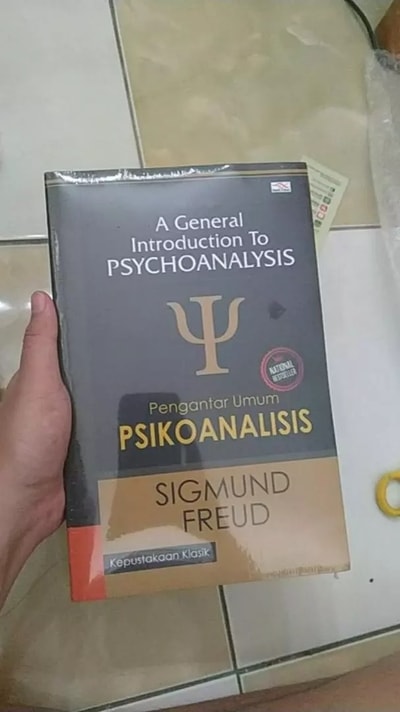 A General
Introduction To
PSYCHOANALYSIS
NATIONAL
BESTSELLER
Pengantar Umum
PSIKOANALISIS
SIGMUND
FREUD
Kepustakaan Klasik